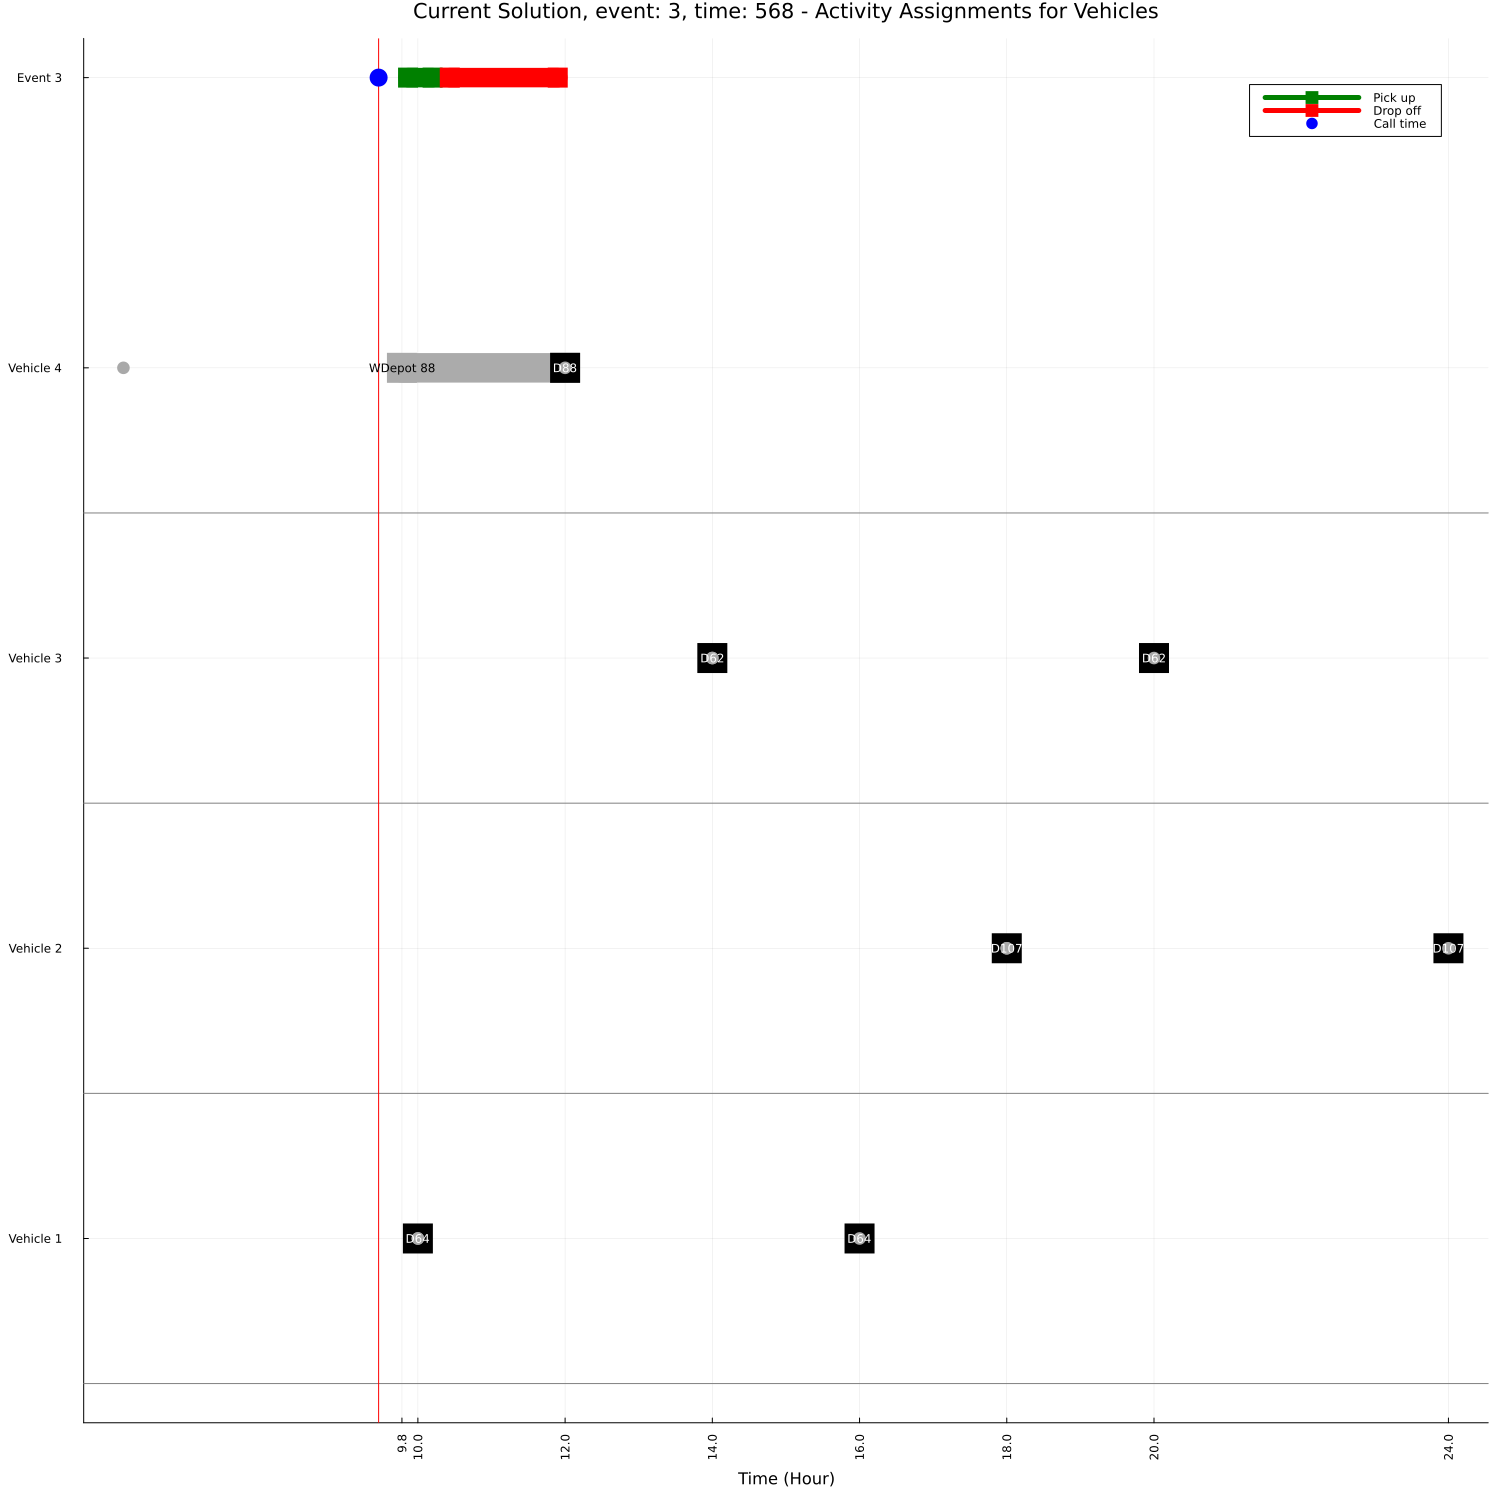 Current Solution, event: 3, time: 568 - Activity Assignments for Vehicles
Event 3
Pick up
Drop off
Call time
Vehicle 4
WDepot 88
D88
Vehicle 3
D62
D62
Vehicle 2
D107
D107
Vehicle 1
D64
D64
9.8
10.0
12.0
14.0
16.0
18.0
20.0
24.0
Time (Hour)